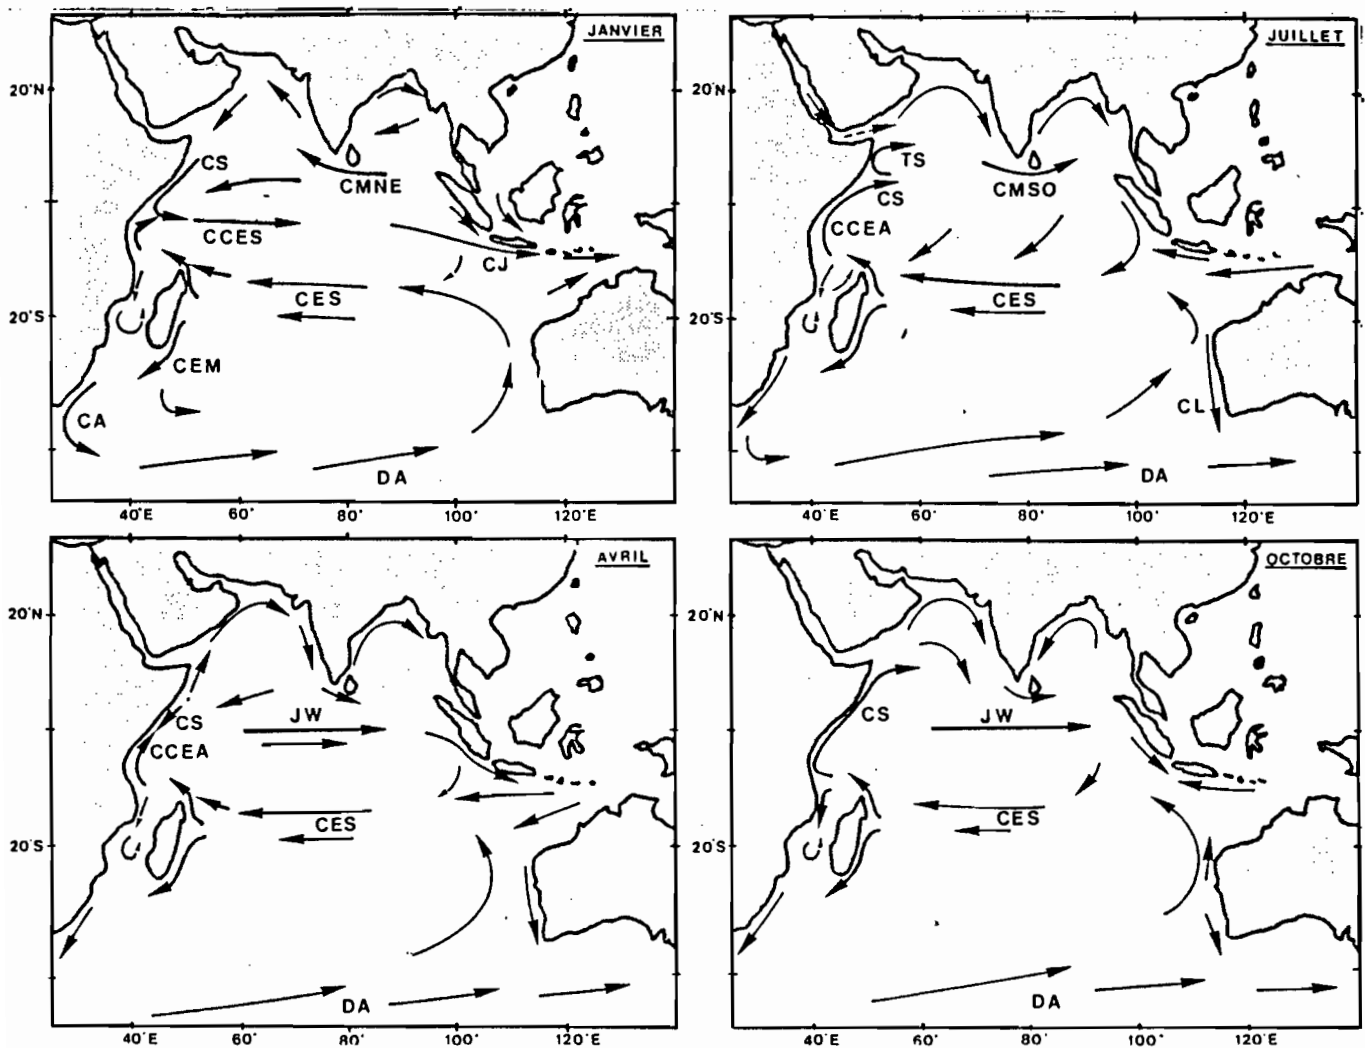 JANVIER
20°N
CS
CMNE
CCES
CJ
CES
20°S
CEM
CA
DA
40°E 60° 80° 100° 120°E
JUILLET
20°N
TS
CMSO
CS
CCEA
CES
20°S
CL
DA
40°E 60° 80° 100° 120°E
AVRIL
20°N
JW
CS
CCEA
CES
20°S
DA
40°E 60° 80° 100° 120°E
OCTOBRE
20°N
CS
JW
CES
20°S
DA
40°E 60° 80° 100° 120°E